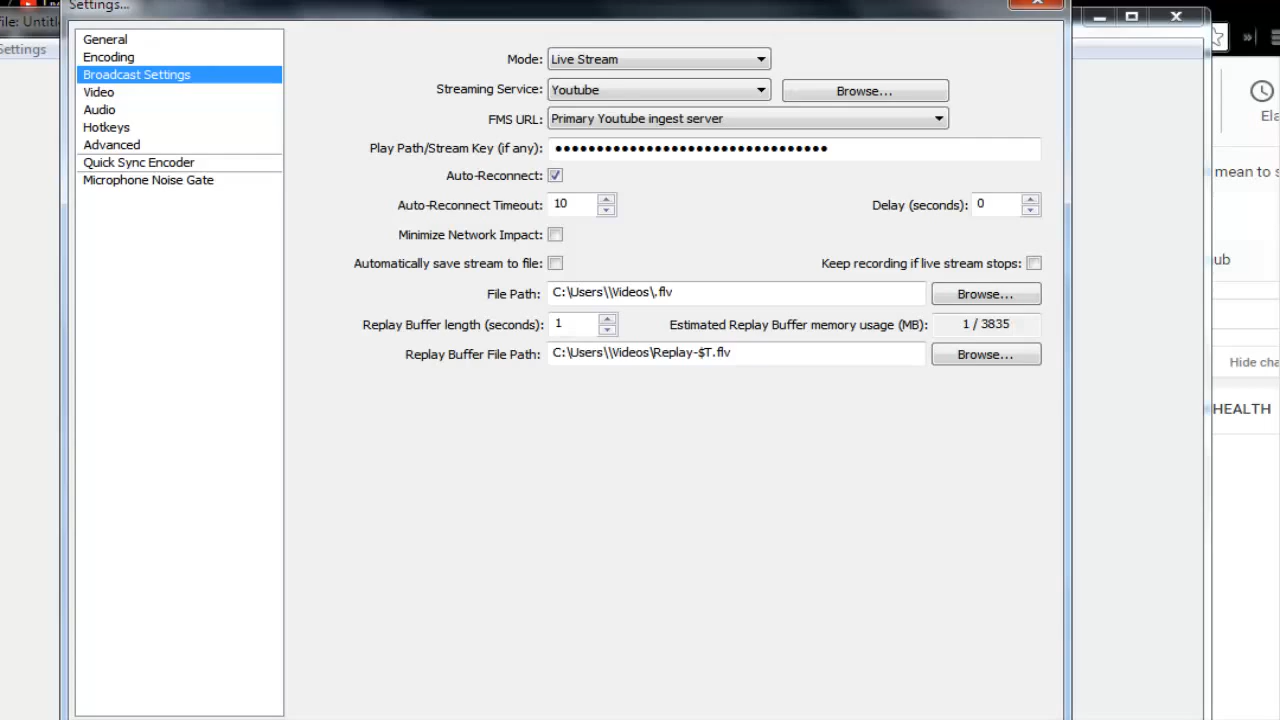 Settings...
file: Untitl
Settings
General
Encoding
Broadcast Settings
Video
Audio
Hotkeys
Advanced
Quick Sync Encoder
Microphone Noise Gate
Mode: Live Stream
Streaming Service: Youtube Browse...
FMS URL: Primary Youtube ingest server
Play Path/Stream Key (if any): •••••••••••••••••••••••••••••••••
Auto-Reconnect:
Auto-Reconnect Timeout: 10 Delay (seconds): 0
Minimize Network Impact:
Automatically save stream to file: Keep recording if live stream stops:
File Path: C:\Users\\Videos\.flv Browse...
Replay Buffer length (seconds): 1 Estimated Replay Buffer memory usage (MB): 1 / 3835
Replay Buffer File Path: C:\Users\\Videos\Replay-$T.flv Browse...
»
Ela
mean to s
ub
Hide cha
HEALTH